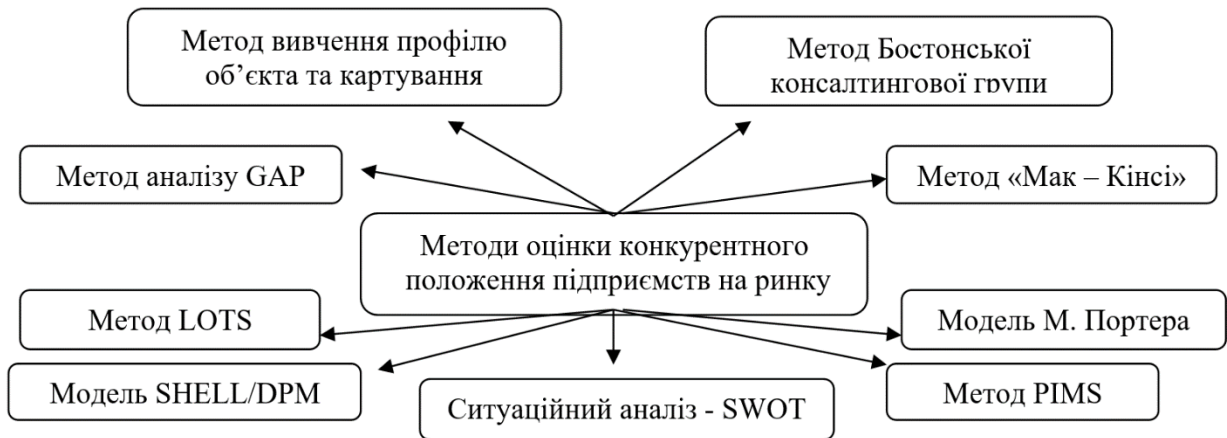 Метод вивчення профілю
об’єкта та картування
Метод Бостонської
консалтингової групи
Метод аналізу GAP
Метод «Мак – Кінсі»
Методи оцінки конкурентного
положення підприємств на ринку
Метод LOTS
Модель М. Портера
Модель SHELL/DPM
Метод PIMS
Ситуаційний аналіз - SWOT